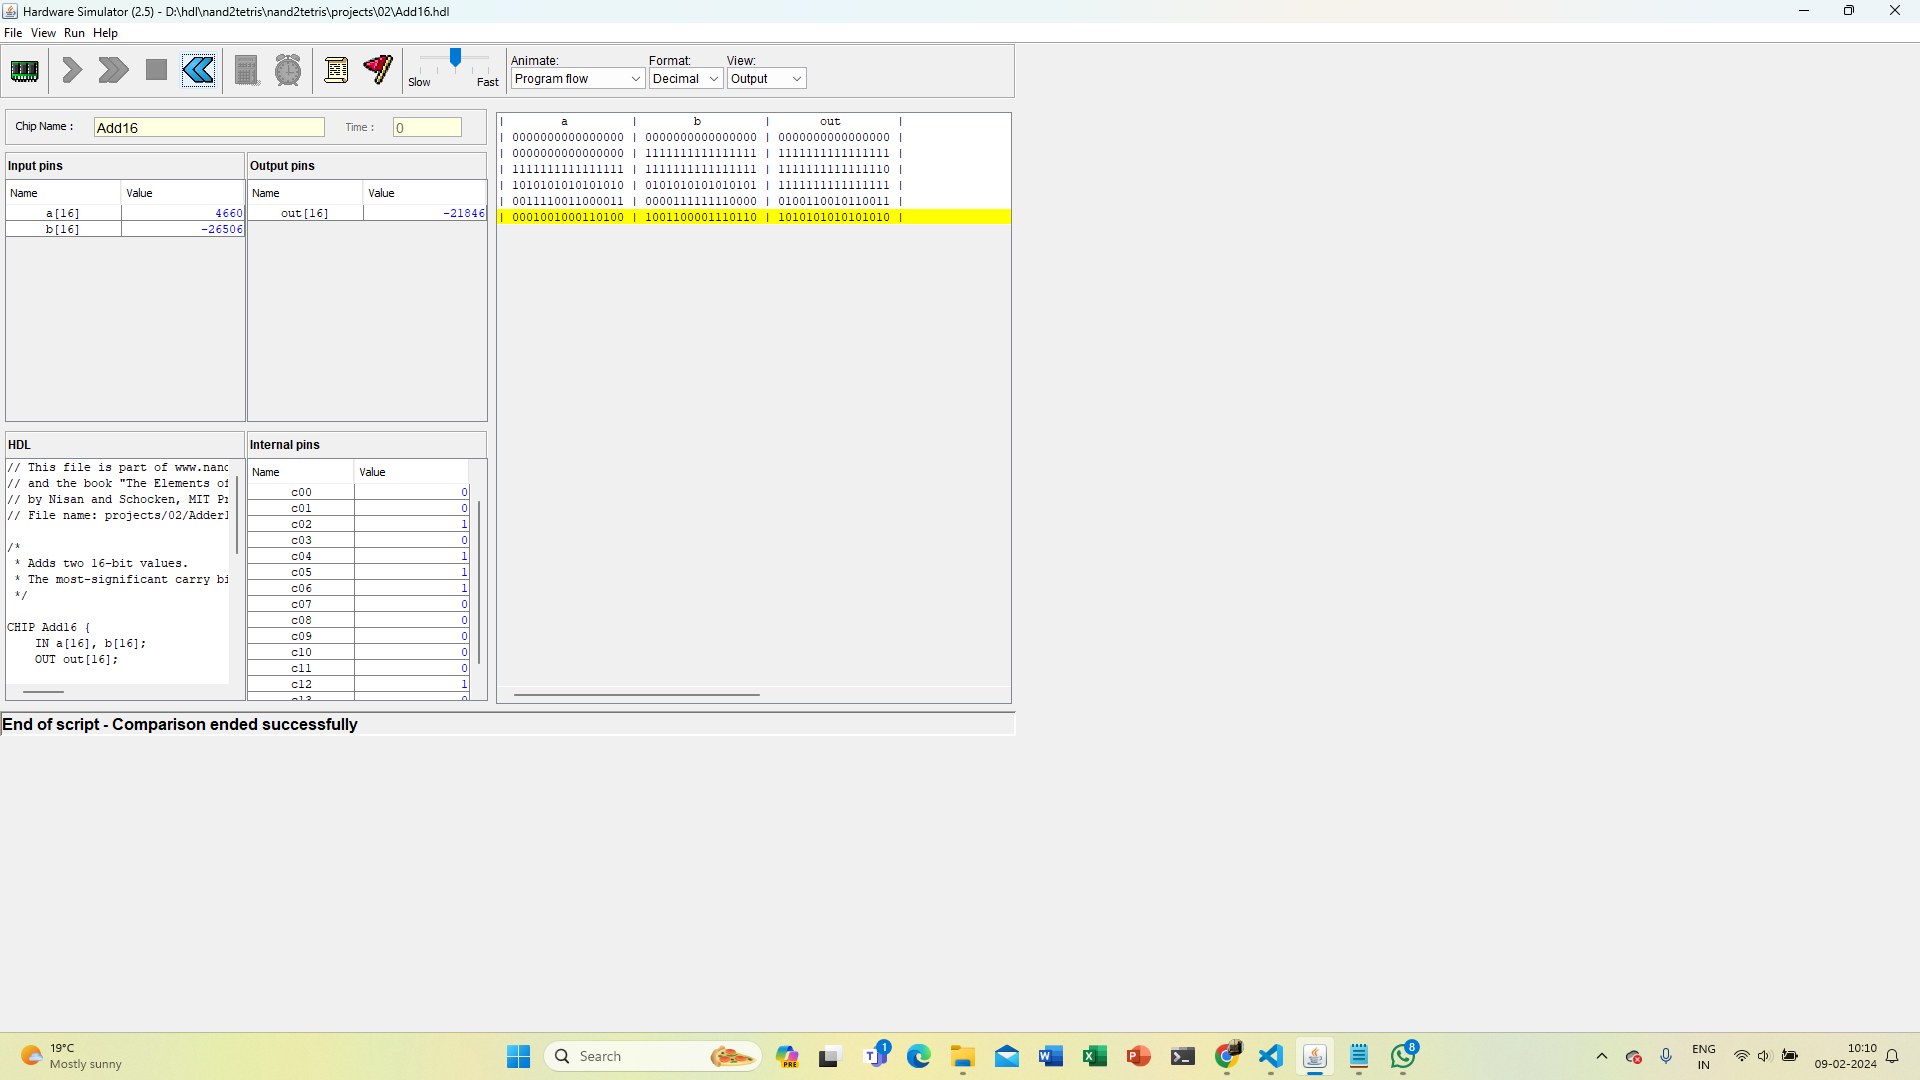 Hardware Simulator (2.5) - D:\hdl\nand2tetris\nand2tetris\projects\02\Add16.hdl
File View Run Help
Slow Fast
Animate: Format: View:
Program flow Decimal Output
Chip Name : Add16 Time : 0
Input pins
Name Value
a[16] 4660
b[16] -26506
Output pins
Name Value
out[16] -21846
HDL
// This file is part of www.nand
// and the book "The Elements of
// by Nisan and Schocken, MIT Pr
// File name: projects/02/Adder1
/*
* Adds two 16-bit values.
* The most-significant carry bi
*/
CHIP Add16 {
IN a[16], b[16];
OUT out[16];
Internal pins
Name Value
c00 0
c01 0
c02 1
c03 0
c04 1
c05 1
c06 1
c07 0
c08 0
c09 0
c10 0
c11 0
c12 1
c13 0
| a | b | out |
| 0000000000000000 | 0000000000000000 | 0000000000000000 |
| 0000000000000000 | 1111111111111111 | 1111111111111111 |
| 1111111111111111 | 1111111111111111 | 1111111111111110 |
| 1010101010101010 | 0101010101010101 | 1111111111111111 |
| 0011110011000011 | 0000111111110000 | 0100110010110011 |
| 0001001000110100 | 1001100001110110 | 1010101010101010 |
End of script - Comparison ended successfully
19°C
Mostly sunny
Search
PRE
1
8
ENG
IN
10:10
09-02-2024